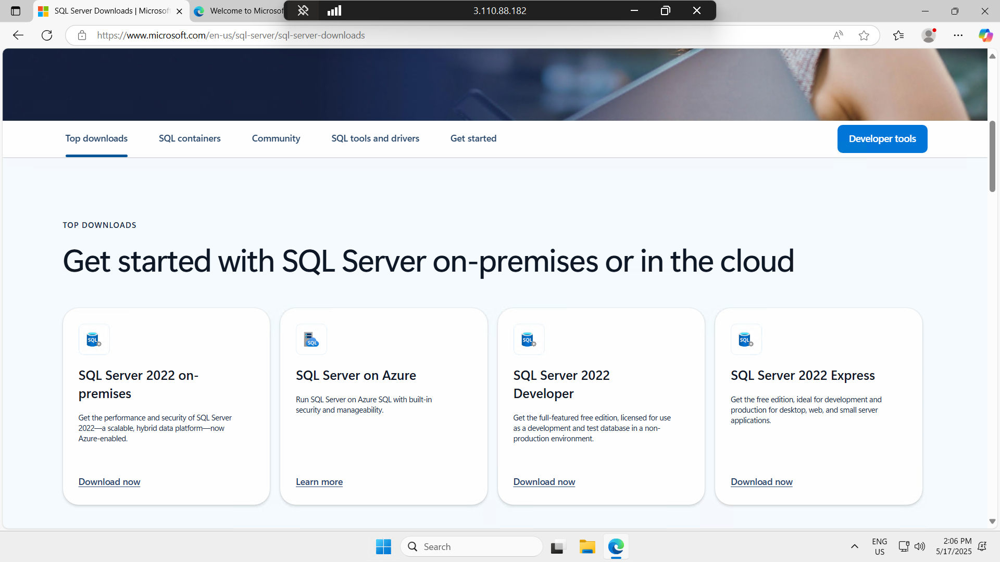 SQL Server Downloads | Microsoft
Welcome to Microsof
3.110.88.182
https://www.microsoft.com/en-us/sql-server/sql-server-downloads
Top downloads
SQL containers
Community
SQL tools and drivers
Get started
Developer tools
TOP DOWNLOADS
Get started with SQL Server on-premises or in the cloud
SQL
SQL Server 2022 on-
premises
Get the performance and security of SQL Server
2022—a scalable, hybrid data platform—now
Azure-enabled.
Download now
SQL
SQL Server on Azure
Run SQL Server on Azure SQL with built-in
security and manageability.
Learn more
SQL
SQL Server 2022
Developer
Get the full-featured free edition, licensed for use
as a development and test database in a non-
production environment.
Download now
SQL
SQL Server 2022 Express
Get the free edition, ideal for development and
production for desktop, web, and small server
applications.
Download now
Search
ENG
US
2:06 PM
5/17/2025